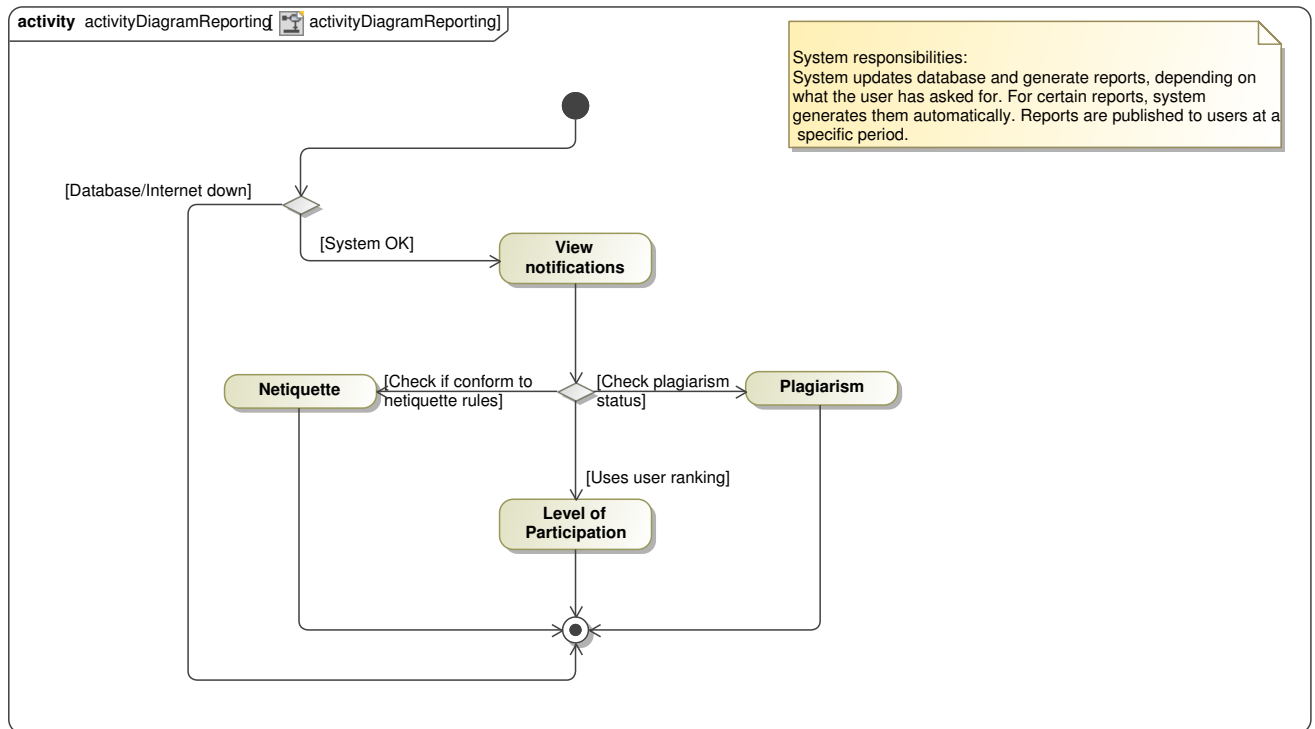 activity activityDiagramReporting[ activityDiagramReporting]
System responsibilities:
System updates database and generate reports, depending on
what the user has asked for. For certain reports, system
generates them automatically. Reports are published to users at a
specific period.
[Database/Internet down]
[System OK]
View
notifications
Netiquette
[Check if conform to
netiquette rules]
[Check plagiarism
status]
Plagiarism
[Uses user ranking]
Level of
Participation